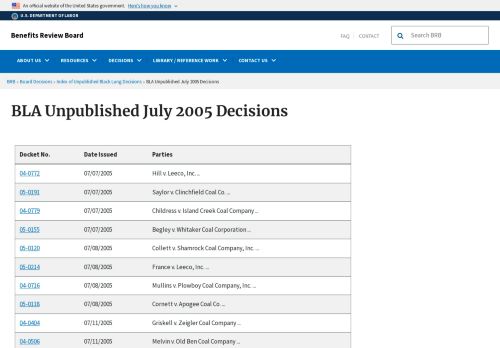 An official website of the United States government. Here's how you know
U.S. DEPARTMENT OF LABOR
Benefits Review Board
FAQ CONTACT
Search BRB
ABOUT US RESOURCES DECISIONS LIBRARY / REFERENCE WORK CONTACT US
BRB › Board Decisions › Index of Unpublished Black Lung Decisions › BLA Unpublished July 2005 Decisions
BLA Unpublished July 2005 Decisions
Docket No. Date Issued Parties
04-0772 07/07/2005 Hill v. Leeco, Inc. ...
05-0191 07/07/2005 Saylor v. Clinchfield Coal Co. ...
04-0779 07/07/2005 Childress v. Island Creek Coal Company ...
05-0155 07/07/2005 Begley v. Whitaker Coal Corporation ...
05-0120 07/08/2005 Collett v. Shamrock Coal Company, Inc. ...
05-0214 07/08/2005 France v. Leeco, Inc. ...
04-0716 07/08/2005 Mullins v. Plowboy Coal Company, Inc. ...
05-0118 07/08/2005 Cornett v. Apogee Coal Co ...
04-0404 07/11/2005 Griskell v. Zeigler Coal Company ...
04-0506 07/11/2005 Melvin v. Old Ben Coal Company ...